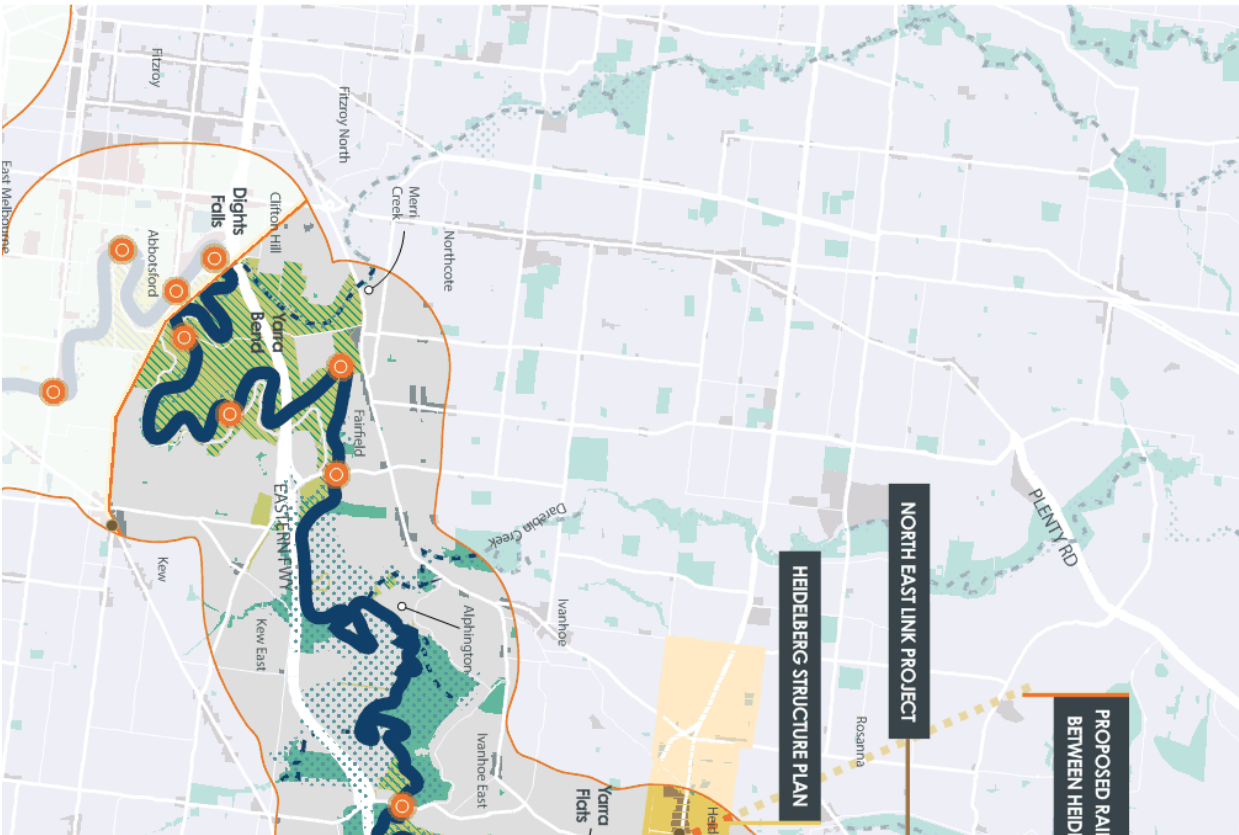 Fitzroy
Fitzroy North
East Melbourne
Dights
Falls
Clifton Hill
Merri
Creek
Northcote
Abbotsford
Yarra
Bend
Fairfield
EASTERN FWY
Darebin Creek
PLENTY RD
Kew
Kew East
Alphington
Ivanhoe
Ivanhoe East
NORTH EAST LINK PROJECT
HEIDELBERG STRUCTURE PLAN
Rosanna
PROPOSED RAI
BETWEEN HEID
Yarra
Flats
Heid